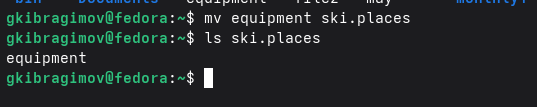 gkibragimov@fedora:~$ mv equipment ski.places
gkibragimov@fedora:~$ ls ski.places
equipment
gkibragimov@fedora:~$